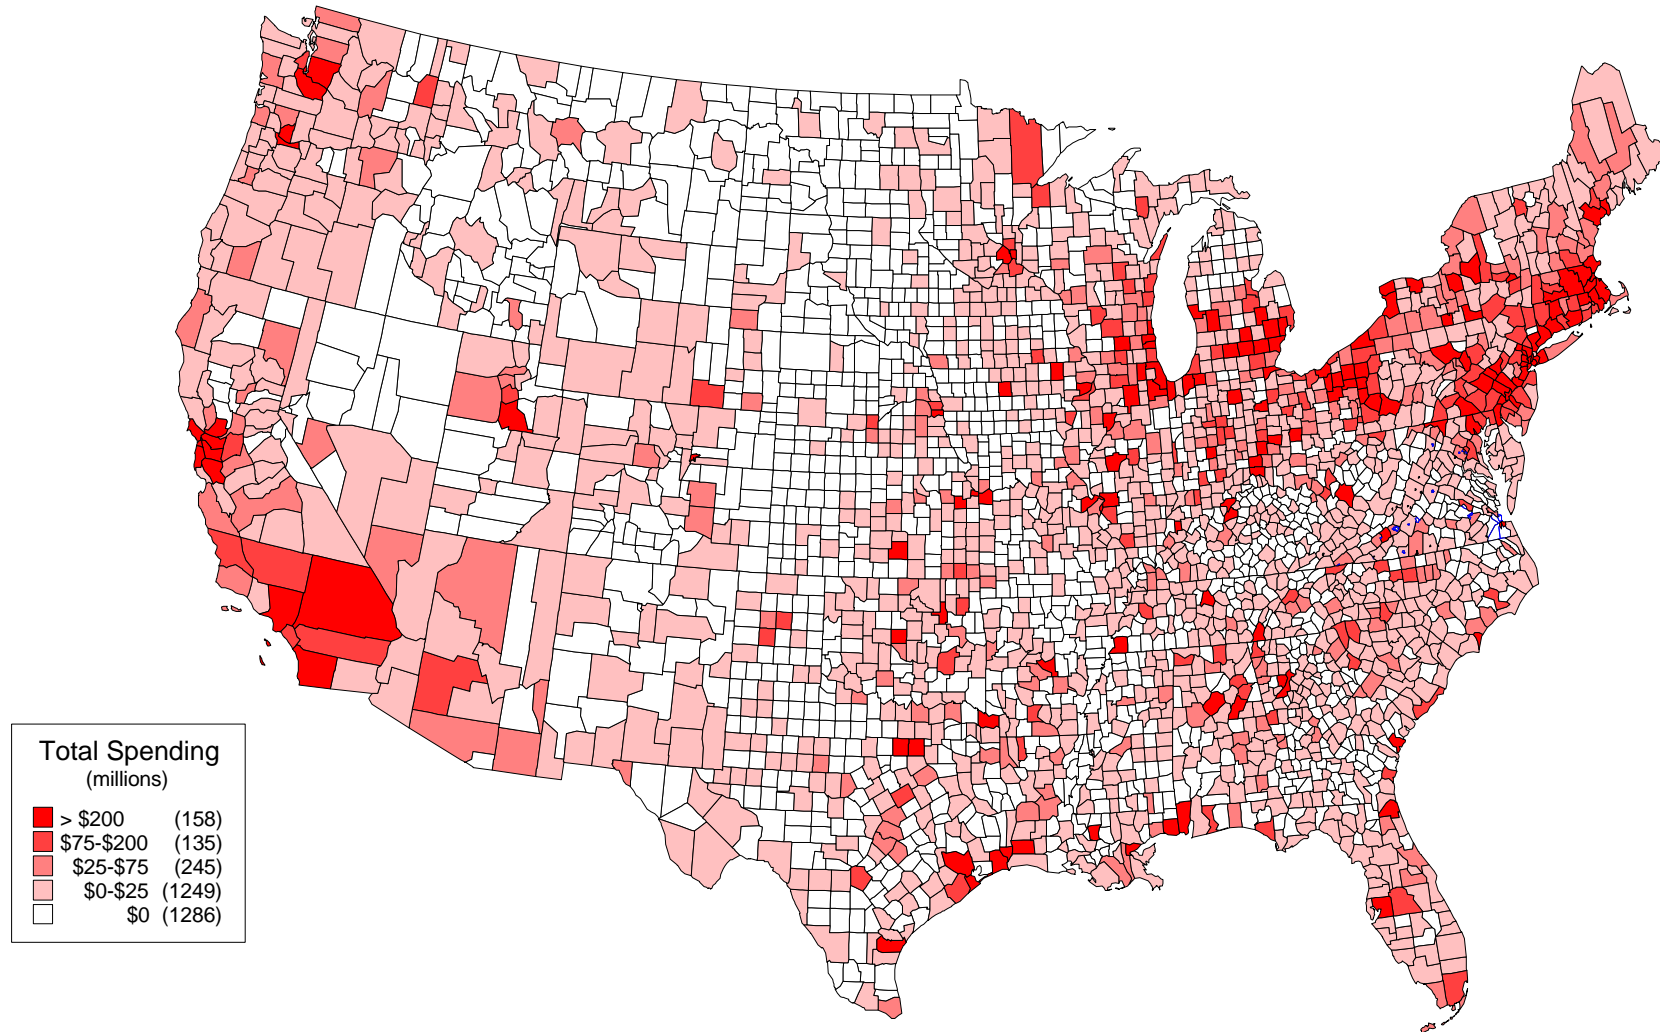 Total Spending
(millions)
> $200 (158)
$75-$200 (135)
$25-$75 (245)
$0-$25 (1249)
$0 (1286)